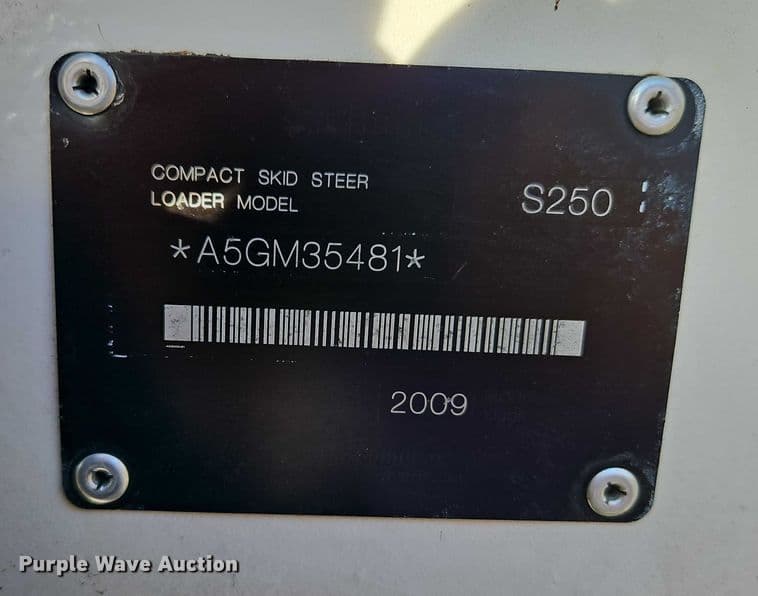 COMPACT SKID STEER
LOADER MODEL S250
*A5GM35481*
2009
Purple Wave Auction